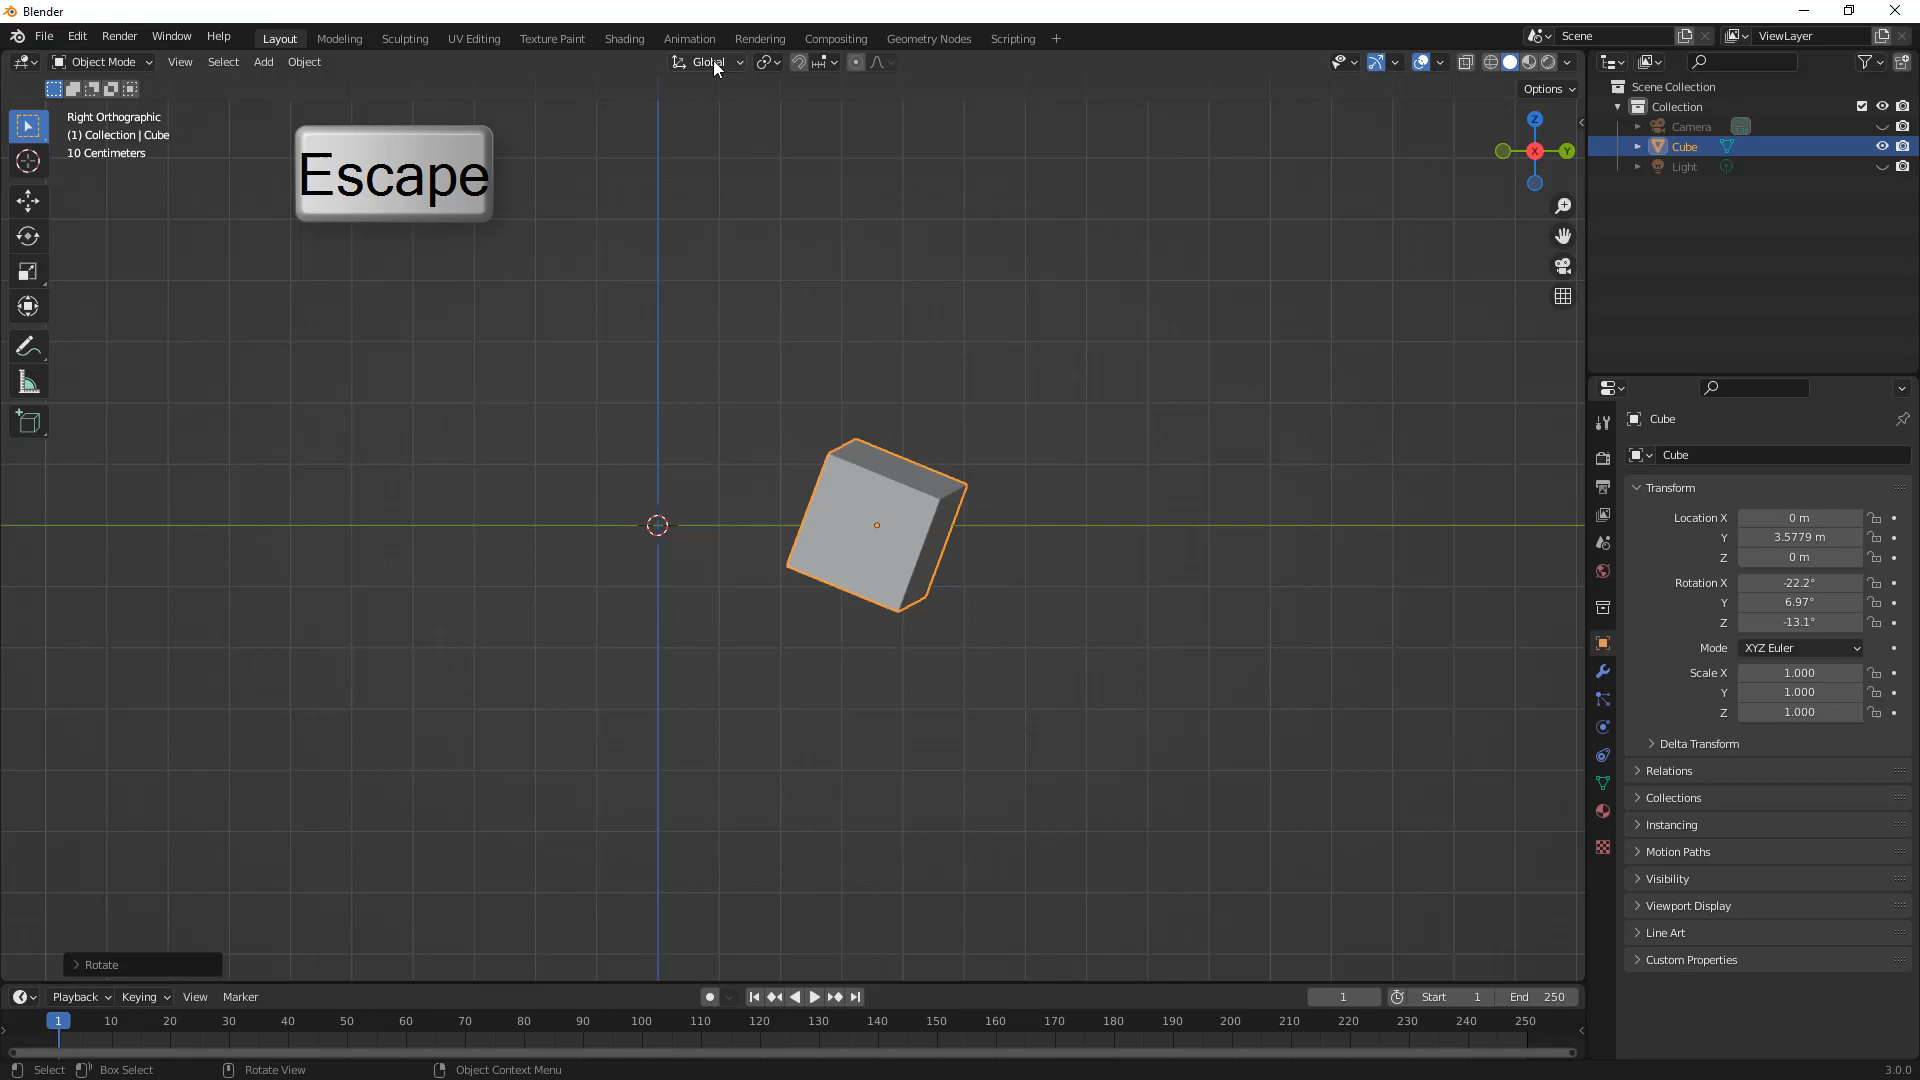 Blender
File Edit Render Window Help
Layout Modeling Sculpting UV Editing Texture Paint Shading Animation Rendering Compositing Geometry Nodes Scripting +
Scene
ViewLayer
Object Mode View Select Add Object
Global
Options
Right Orthographic
(1) Collection | Cube
10 Centimeters
Escape
Z
X
Y
Scene Collection
Collection
Camera
Cube
Light
Cube
Cube
Transform
Location X 0 m
Y 3.5779 m
Z 0 m
Rotation X -22.2°
Y 6.97°
Z -13.1°
Mode XYZ Euler
Scale X 1.000
Y 1.000
Z 1.000
Delta Transform
Relations
Collections
Instancing
Motion Paths
Visibility
Viewport Display
Line Art
Custom Properties
Rotate
Playback Keying View Marker
1 Start 1 End 250
1 10 20 30 40 50 60 70 80 90 100 110 120 130 140 150 160 170 180 190 200 210 220 230 240 250
Select Box Select Rotate View Object Context Menu
3.0.0